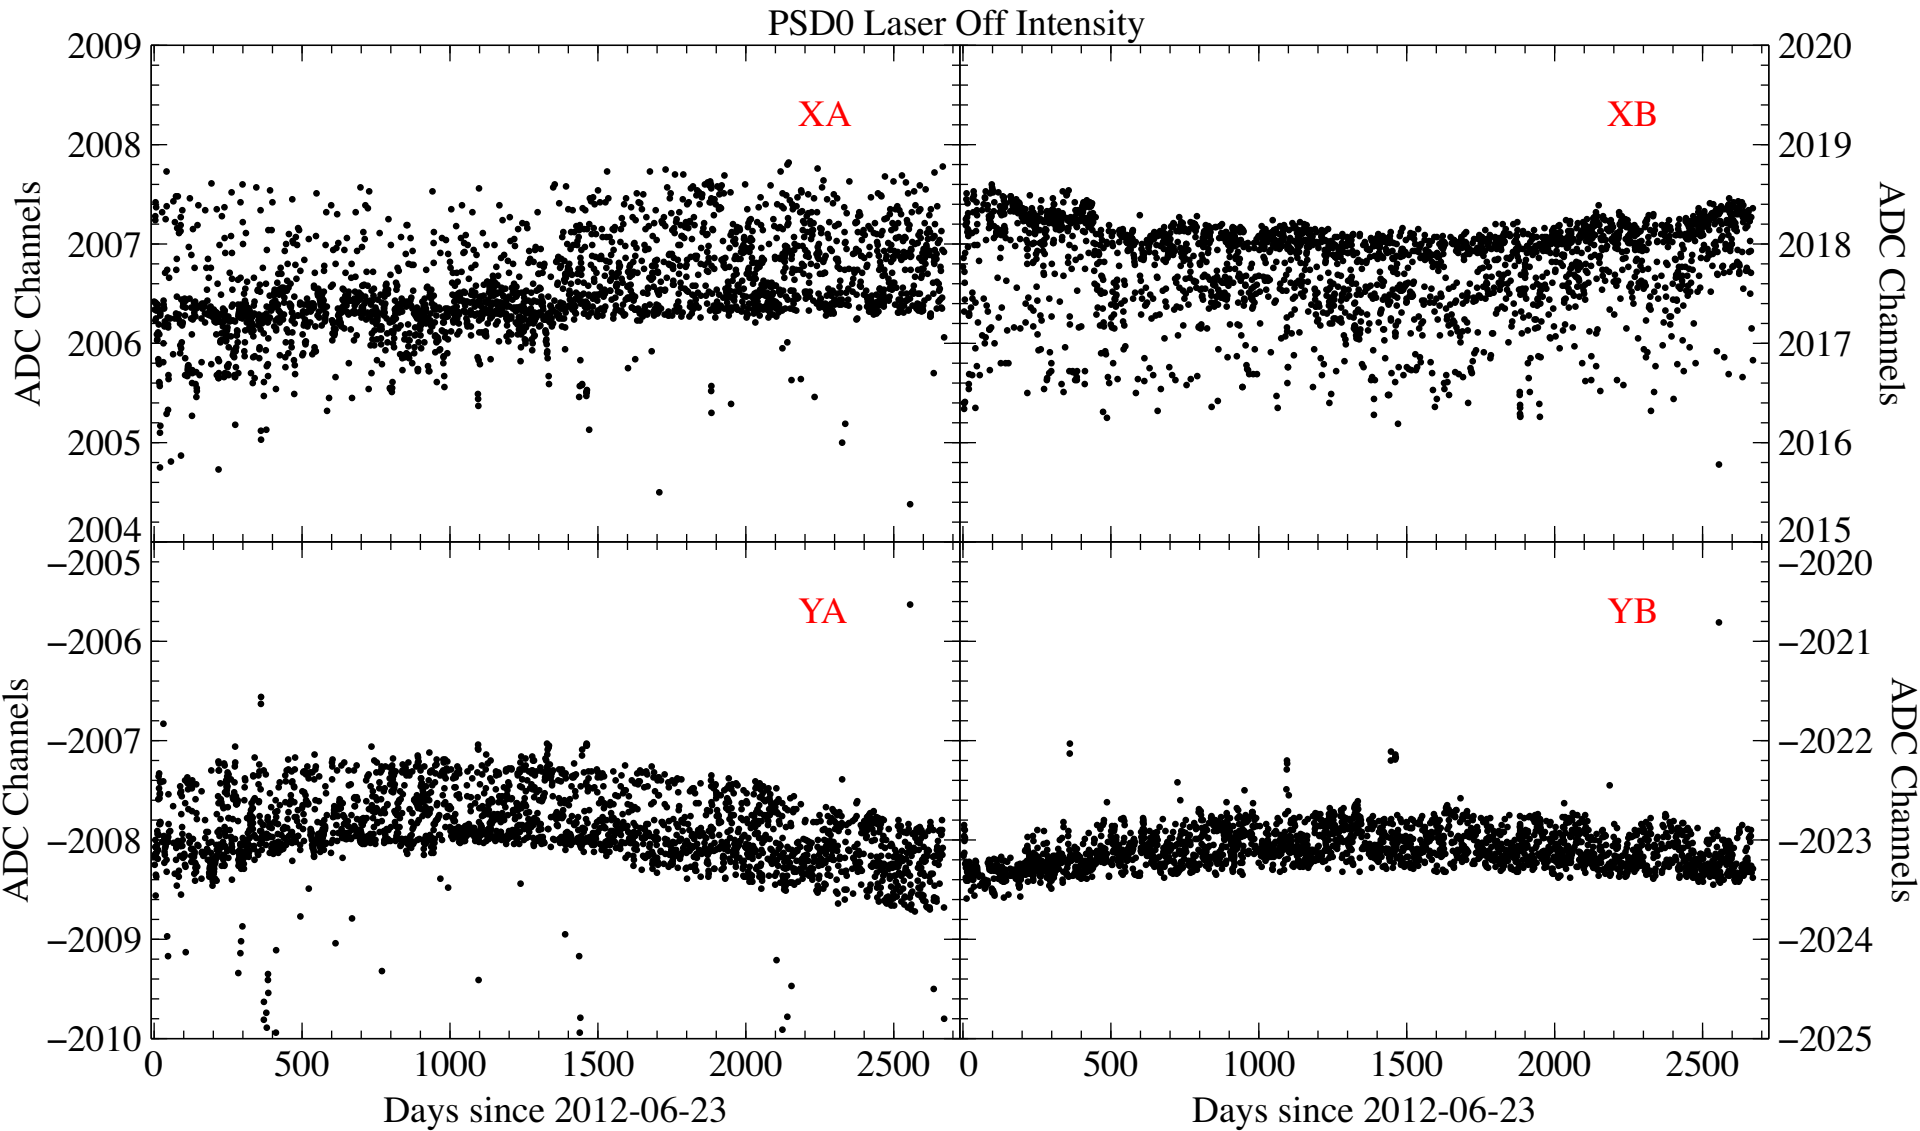 PSD0 Laser Off Intensity
2009
2008
2007
2006
2005
2004
ADC Channels
XA
XB
2020
2019
2018
2017
2016
2015
ADC Channels
−2005
−2006
−2007
−2008
−2009
−2010
ADC Channels
YA
YB
−2020
−2021
−2022
−2023
−2024
−2025
ADC Channels
0 500 1000 1500 2000 2500
0 500 1000 1500 2000 2500
Days since 2012-06-23
Days since 2012-06-23